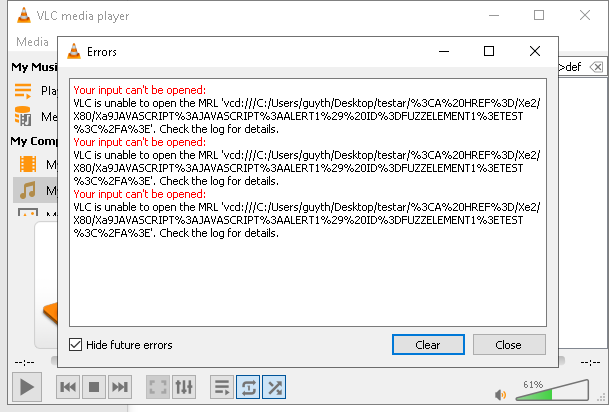 VLC media player
Media
Errors
My Musi
>def
Your input can't be opened:
VLC is unable to open the MRL 'vcd:///C:/Users/guyth/Desktop/testar/%3CA%20HREF%3D/Xe2/
X80/Xa9JAVASCRIPT%3AJAVASCRIPT%3AALERT1%29%20ID%3DFUZZELEMENT1%3ETEST
%3C%2FA%3E'. Check the log for details.
Your input can't be opened:
VLC is unable to open the MRL 'vcd:///C:/Users/guyth/Desktop/testar/%3CA%20HREF%3D/Xe2/
X80/Xa9JAVASCRIPT%3AJAVASCRIPT%3AALERT1%29%20ID%3DFUZZELEMENT1%3ETEST
%3C%2FA%3E'. Check the log for details.
Your input can't be opened:
VLC is unable to open the MRL 'vcd:///C:/Users/guyth/Desktop/testar/%3CA%20HREF%3D/Xe2/
X80/Xa9JAVASCRIPT%3AJAVASCRIPT%3AALERT1%29%20ID%3DFUZZELEMENT1%3ETEST
%3C%2FA%3E'. Check the log for details.
Pla
Me
My Comp
My
My
Hide future errors
Clear
Close
--:--
--:--
61%